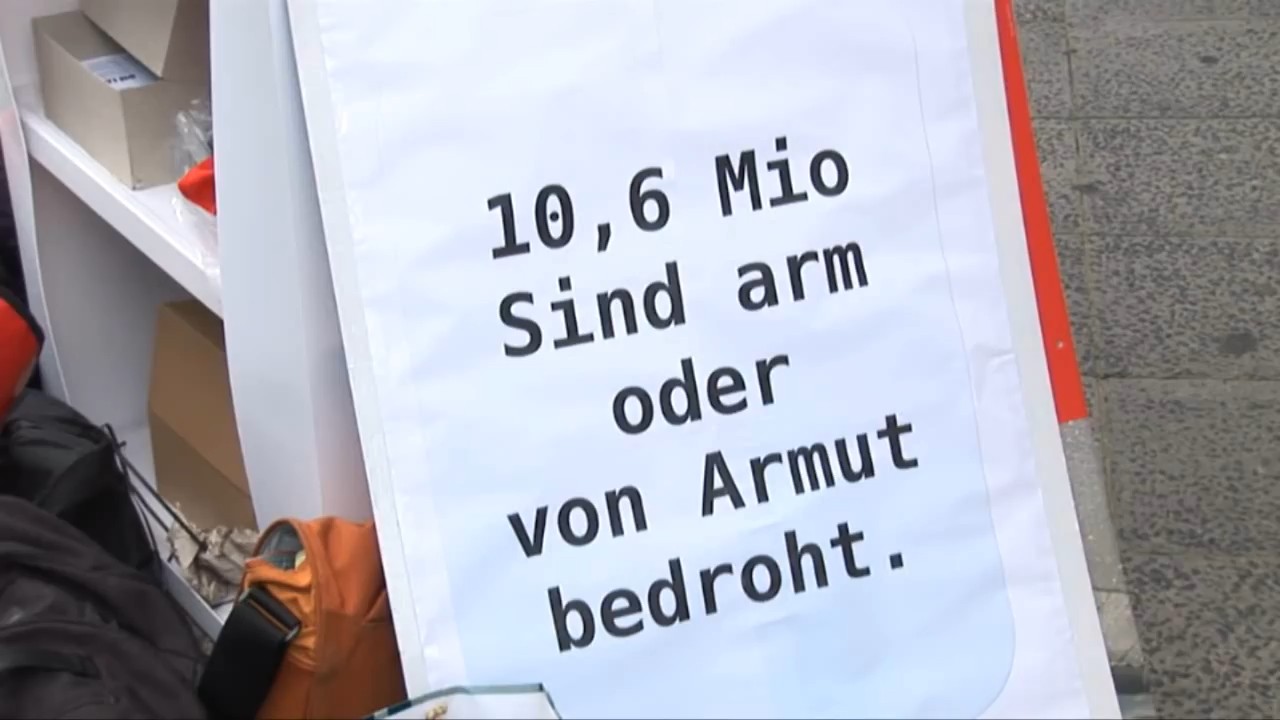 10,6 Mio
Sind arm
oder
von Armut
bedroht.